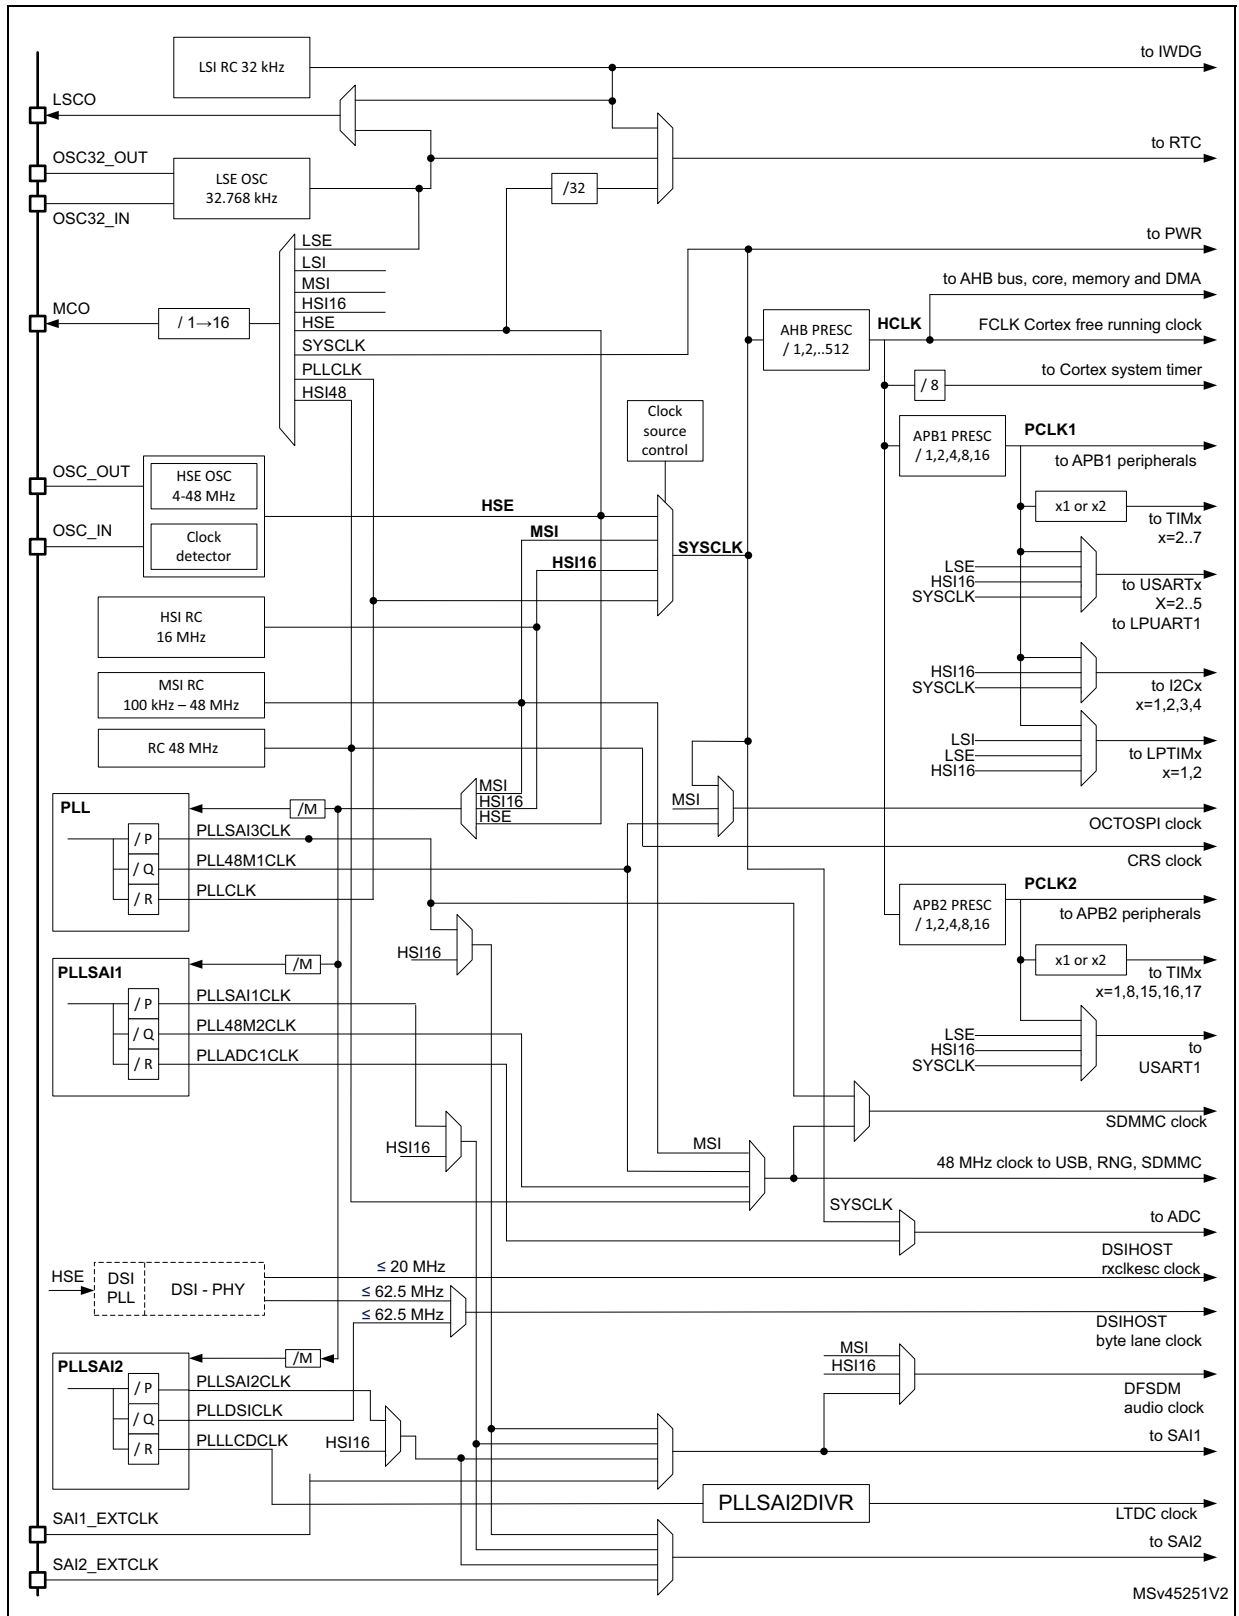 LSI RC 32 kHz
to IWDG
LSCO
to RTC
OSC32_OUT
LSE OSC
32.768 kHz
/32
OSC32_IN
LSE
to PWR
LSI
MSI
to AHB bus, core, memory and DMA
HSI16
MCO
/ 1→16
HSE
AHB PRESC
/ 1,2,..512
HCLK
FCLK Cortex free running clock
SYSCLK
PLLCLK
to Cortex system timer
HSI48
/ 8
Clock
source
control
APB1 PRESC
/ 1,2,4,8,16
PCLK1
to APB1 peripherals
OSC_OUT
HSE OSC
4-48 MHz
HSE
x1 or x2
to TIMx
x=2..7
OSC_IN
Clock
detector
MSI
SYSCLK
HSI16
LSE
HSI16
SYSCLK
to USARTx
X=2..5
to LPUART1
HSI RC
16 MHz
HSI16
SYSCLK
to I2Cx
x=1,2,3,4
MSI RC
100 kHz – 48 MHz
RC 48 MHz
LSI
LSE
HSI16
to LPTIMx
x=1,2
PLL
/M
MSI
HSI16
HSE
MSI
OCTOSPI clock
/ P
PLLSAI3CLK
CRS clock
/ Q
PLL48M1CLK
/ R
PLLCLK
APB2 PRESC
/ 1,2,4,8,16
PCLK2
to APB2 peripherals
HSI16
PLLSAI1
/M
x1 or x2
to TIMx
x=1,8,15,16,17
/ P
PLLSAI1CLK
/ Q
PLL48M2CLK
/ R
PLLADC1CLK
LSE
HSI16
SYSCLK
to
USART1
SDMMC clock
HSI16
MSI
48 MHz clock to USB, RNG, SDMMC
SYSCLK
to ADC
HSE
DSI
PLL
DSI - PHY
≤ 20 MHz
DSIHOST
rxclkesc clock
≤ 62.5 MHz
≤ 62.5 MHz
DSIHOST
byte lane clock
PLLSAI2
/M
MSI
HSI16
DFSDM
audio clock
/ P
PLLSAI2CLK
/ Q
PLLDSICLK
/ R
PLLLCDCLK
HSI16
to SAI1
PLLSAI2DIVR
LTDC clock
SAI1_EXTCLK
to SAI2
SAI2_EXTCLK
MSv45251V2